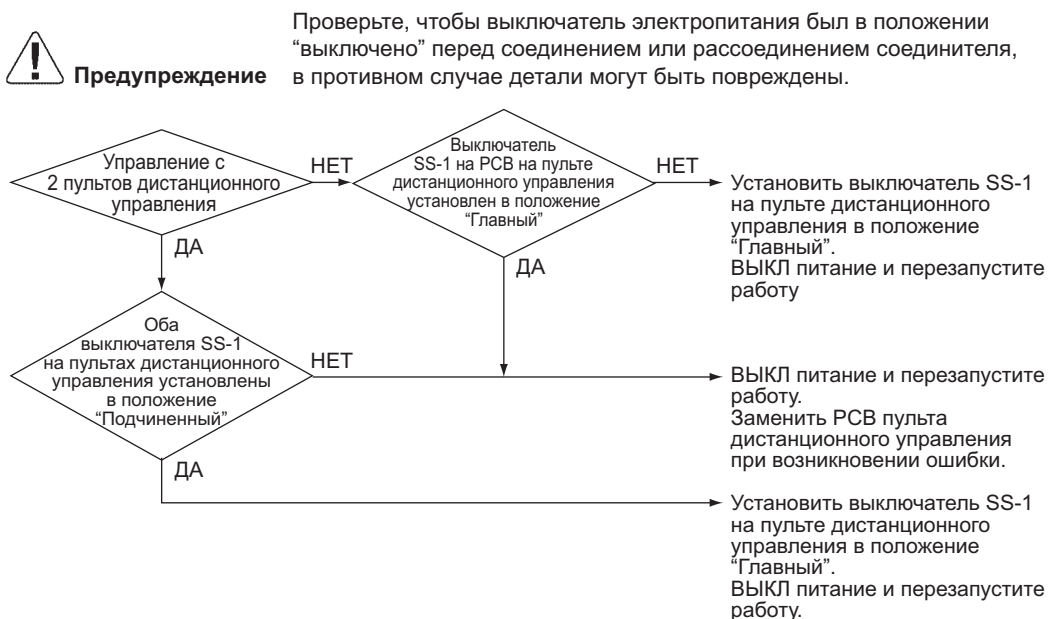 Проверьте, чтобы выключатель электропитания был в положении
“выключено” перед соединением или рассоединением соединителя,
Предупреждение
в противном случае детали могут быть повреждены.
Управление с
2 пультов дистанционного
управления
НЕТ
Выключатель
SS-1 на PCB на пульте
дистанционного управления
установлен в положение
“Главный”
НЕТ
Установить выключатель SS-1
на пульте дистанционного
управления в положение
“Главный”.
ВЫКЛ питание и перезапустите
работу
ДА
ДА
Оба
выключателя SS-1
на пультах дистанционного
управления установлены
в положение
“Подчиненный”
НЕТ
ВЫКЛ питание и перезапустите
работу.
Заменить PCB пульта
дистанционного управления
при возникновении ошибки.
ДА
Установить выключатель SS-1
на пульте дистанционного
управления в положение
“Главный”.
ВЫКЛ питание и перезапустите
работу.